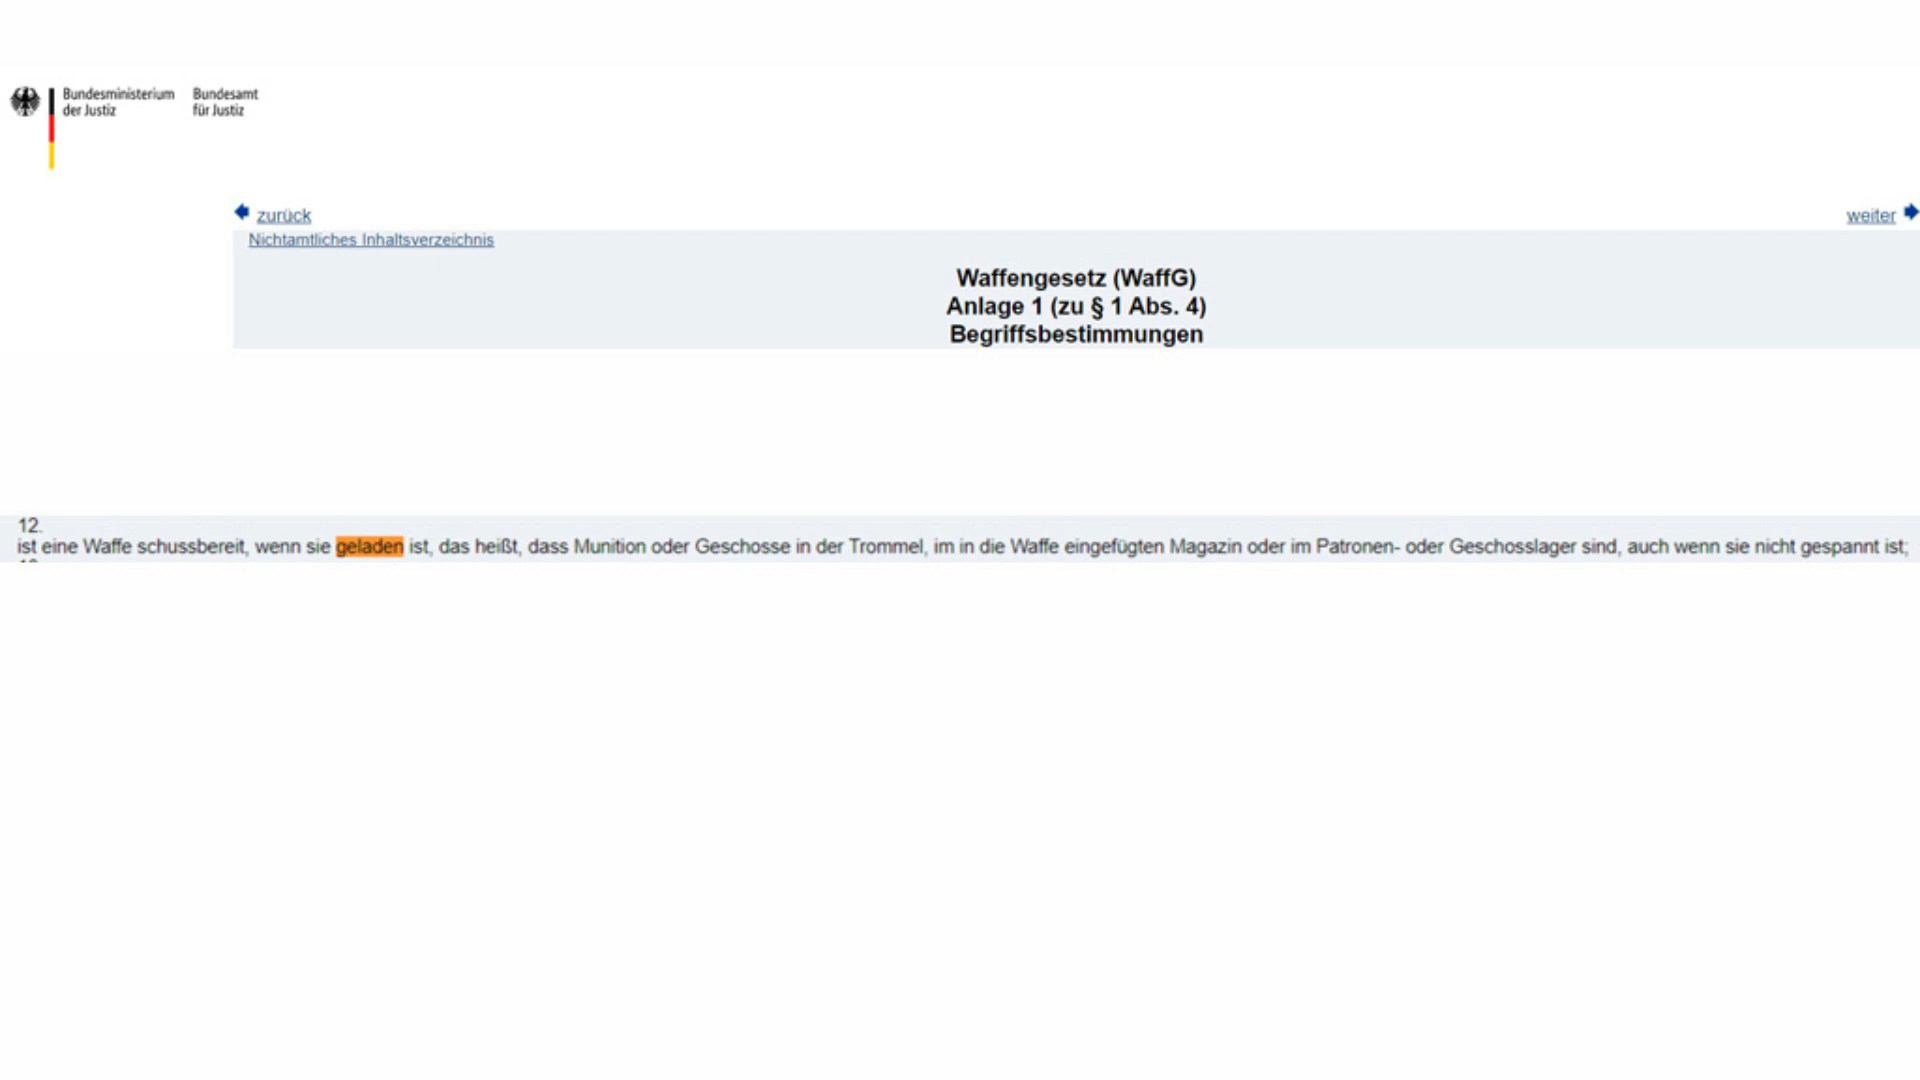 Bundesministerium der Justiz
Bundesamt für Justiz
zurück
weiter
Nichtamtliches Inhaltsverzeichnis
Waffengesetz (WaffG)
Anlage 1 (zu § 1 Abs. 4)
Begriffsbestimmungen
12.
ist eine Waffe schussbereit, wenn sie geladen ist, das heißt, dass Munition oder Geschosse in der Trommel, im in die Waffe eingefügten Magazin oder im Patronen- oder Geschosslager sind, auch wenn sie nicht gespannt ist;